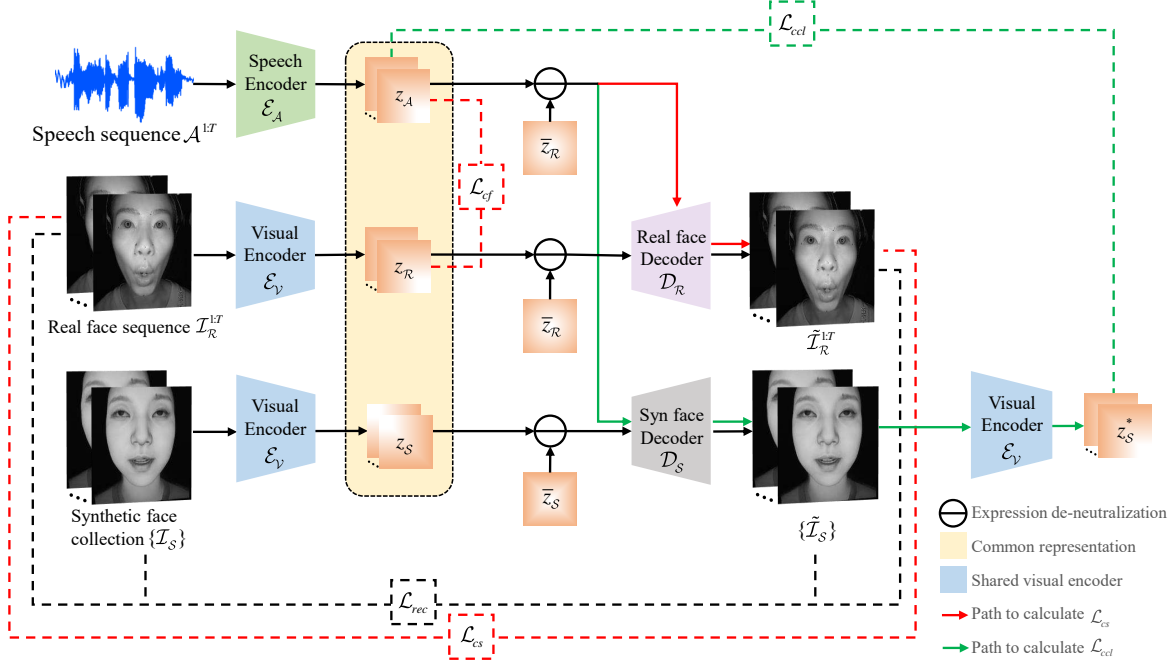 ℒ_ccl
Speech
Encoder
ℰ_𝒜
z_𝒜
Speech sequence 𝒜^{1:T}
z̄_ℛ
ℒ_cf
Visual
Encoder
ℰ_𝒱
z_ℛ
Real face
Decoder
𝒟_ℛ
Real face sequence ℐ_ℛ^{1:T}
z̄_ℛ
ℐ̃_ℛ^{1:T}
Visual
Encoder
ℰ_𝒱
z_𝒮
Syn face
Decoder
𝒟_𝒮
Visual
Encoder
ℰ_𝒱
z_𝒮^*
z̄_𝒮
Synthetic face
collection {ℐ_𝒮}
{ℐ̃_𝒮}
Expression de-neutralization
Common representation
Shared visual encoder
Path to calculate ℒ_cs
Path to calculate ℒ_ccl
ℒ_rec
ℒ_cs